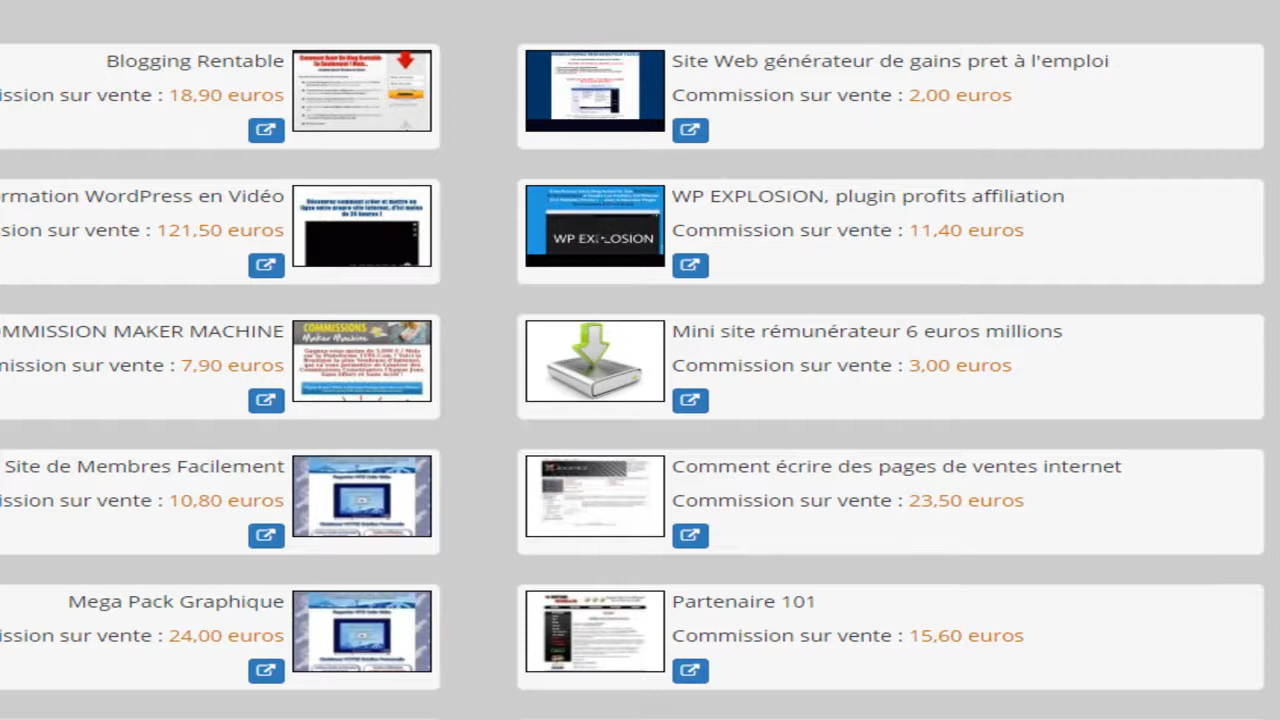 Blogging Rentable
ission sur vente : 18,90 euros
rmation WordPress en Vidéo
sion sur vente : 121,50 euros
WP EXPLOSION
MMISSION MAKER MACHINE
COMMISSIONS
Maker Machine
nission sur vente : 7,90 euros
Site de Membres Facilement
mission sur vente : 10,80 euros
Mega Pack Graphique
ission sur vente : 24,00 euros
Site Web générateur de gains pret à l'emploi
Commission sur vente : 2,00 euros
WP EXPLOSION, plugin profits affiliation
Commission sur vente : 11,40 euros
Mini site rémunérateur 6 euros millions
Commission sur vente : 3,00 euros
Comment écrire des pages de ventes internet
Commission sur vente : 23,50 euros
Partenaire 101
Commission sur vente : 15,60 euros